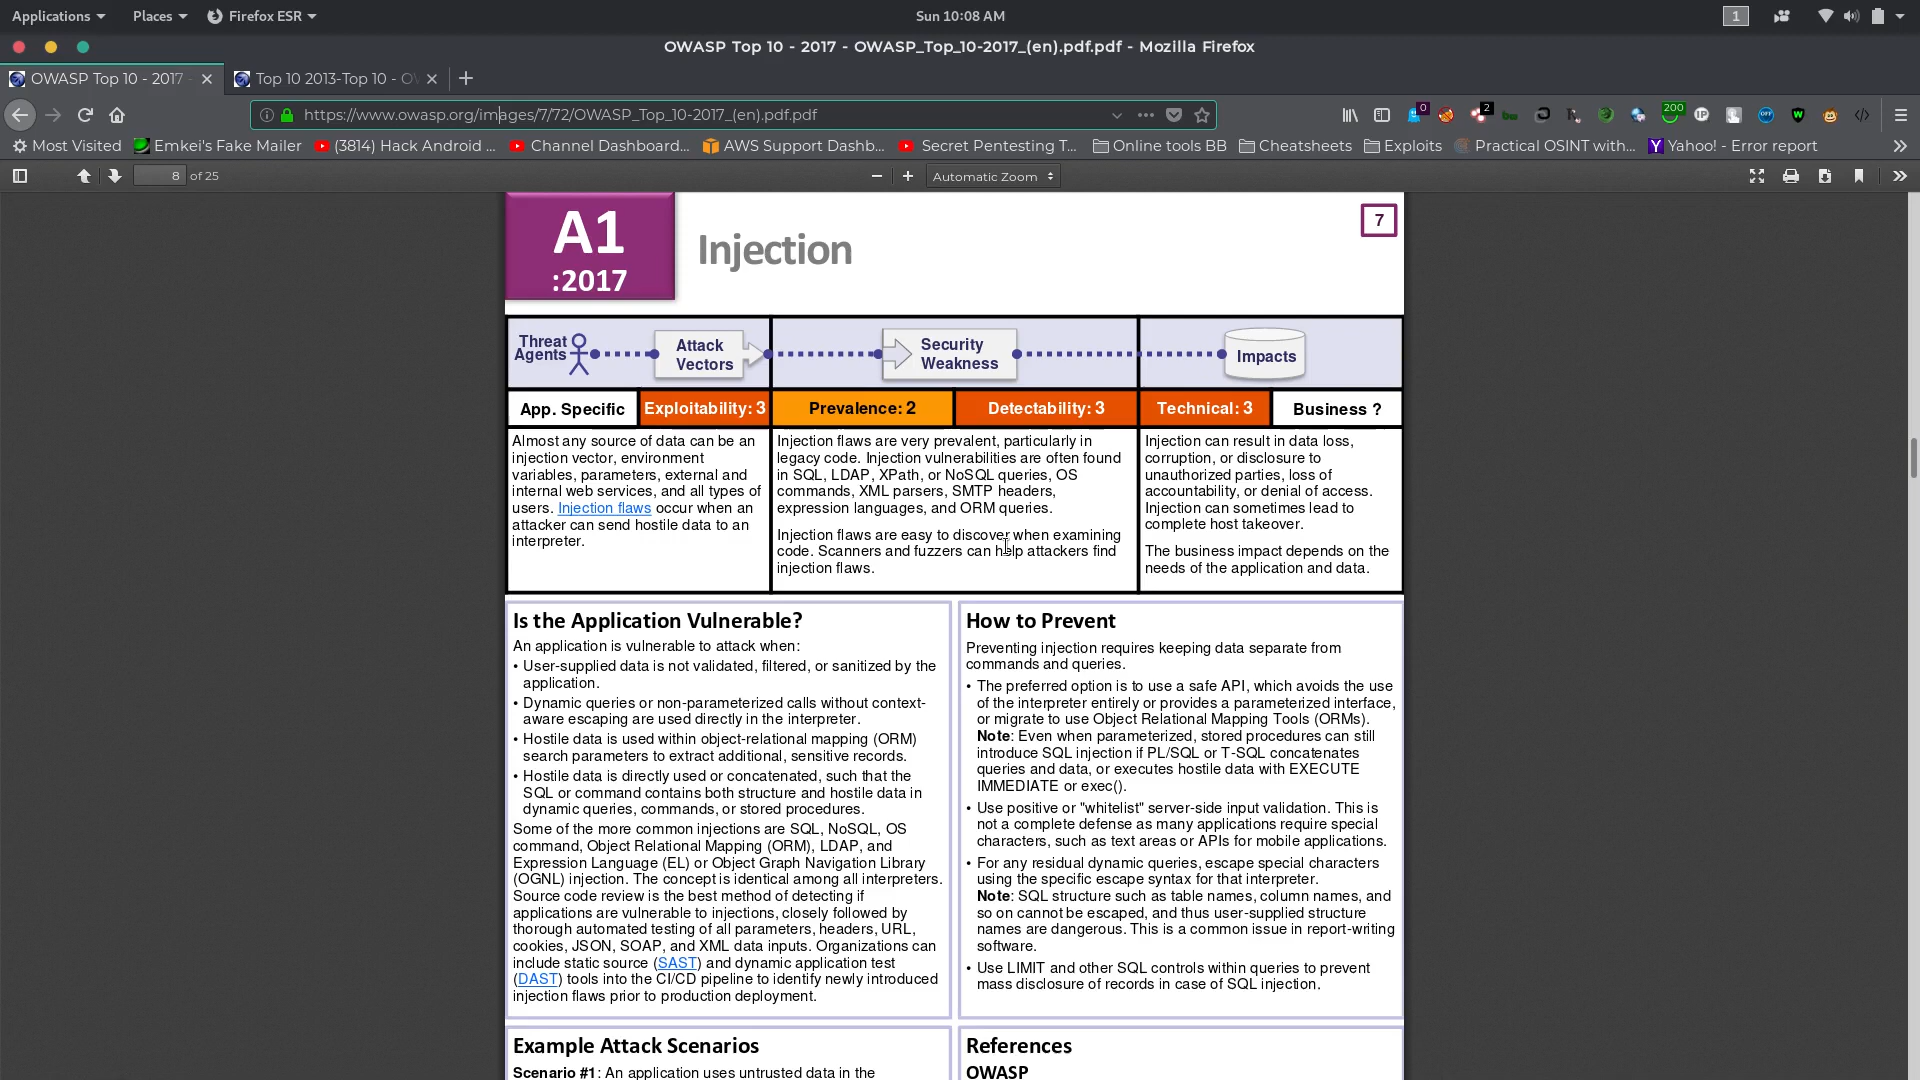 Applications Places Firefox ESR Sun 10:08 AM 1
OWASP Top 10 - 2017 - OWASP_Top_10-2017_(en).pdf.pdf - Mozilla Firefox
OWASP Top 10 - 2017 Top 10 2013-Top 10 - O
https://www.owasp.org/images/7/72/OWASP_Top_10-2017_(en).pdf.pdf 0 2 200 IP OFF W
Most Visited Emkei's Fake Mailer (3814) Hack Android ... Channel Dashboard... AWS Support Dashb... Secret Pentesting T... Online tools BB Cheatsheets Exploits Practical OSINT with... Yahoo! - Error report
8 of 25 Automatic Zoom
A1
:2017
Injection
7
Threat
Agents
Attack
Vectors
Security
Weakness
Impacts
App. Specific Exploitability: 3 Prevalence: 2 Detectability: 3 Technical: 3 Business ?
Almost any source of data can be an
injection vector, environment
variables, parameters, external and
internal web services, and all types of
users. Injection flaws occur when an
attacker can send hostile data to an
interpreter.
Injection flaws are very prevalent, particularly in
legacy code. Injection vulnerabilities are often found
in SQL, LDAP, XPath, or NoSQL queries, OS
commands, XML parsers, SMTP headers,
expression languages, and ORM queries.
Injection flaws are easy to discover when examining
code. Scanners and fuzzers can help attackers find
injection flaws.
Injection can result in data loss,
corruption, or disclosure to
unauthorized parties, loss of
accountability, or denial of access.
Injection can sometimes lead to
complete host takeover.
The business impact depends on the
needs of the application and data.
Is the Application Vulnerable?
An application is vulnerable to attack when:
• User-supplied data is not validated, filtered, or sanitized by the
application.
• Dynamic queries or non-parameterized calls without context-
aware escaping are used directly in the interpreter.
• Hostile data is used within object-relational mapping (ORM)
search parameters to extract additional, sensitive records.
• Hostile data is directly used or concatenated, such that the
SQL or command contains both structure and hostile data in
dynamic queries, commands, or stored procedures.
Some of the more common injections are SQL, NoSQL, OS
command, Object Relational Mapping (ORM), LDAP, and
Expression Language (EL) or Object Graph Navigation Library
(OGNL) injection. The concept is identical among all interpreters.
Source code review is the best method of detecting if
applications are vulnerable to injections, closely followed by
thorough automated testing of all parameters, headers, URL,
cookies, JSON, SOAP, and XML data inputs. Organizations can
include static source (SAST) and dynamic application test
(DAST) tools into the CI/CD pipeline to identify newly introduced
injection flaws prior to production deployment.
How to Prevent
Preventing injection requires keeping data separate from
commands and queries.
• The preferred option is to use a safe API, which avoids the use
of the interpreter entirely or provides a parameterized interface,
or migrate to use Object Relational Mapping Tools (ORMs).
Note: Even when parameterized, stored procedures can still
introduce SQL injection if PL/SQL or T-SQL concatenates
queries and data, or executes hostile data with EXECUTE
IMMEDIATE or exec().
• Use positive or "whitelist" server-side input validation. This is
not a complete defense as many applications require special
characters, such as text areas or APIs for mobile applications.
• For any residual dynamic queries, escape special characters
using the specific escape syntax for that interpreter.
Note: SQL structure such as table names, column names, and
so on cannot be escaped, and thus user-supplied structure
names are dangerous. This is a common issue in report-writing
software.
• Use LIMIT and other SQL controls within queries to prevent
mass disclosure of records in case of SQL injection.
Example Attack Scenarios
Scenario #1: An application uses untrusted data in the
References
OWASP